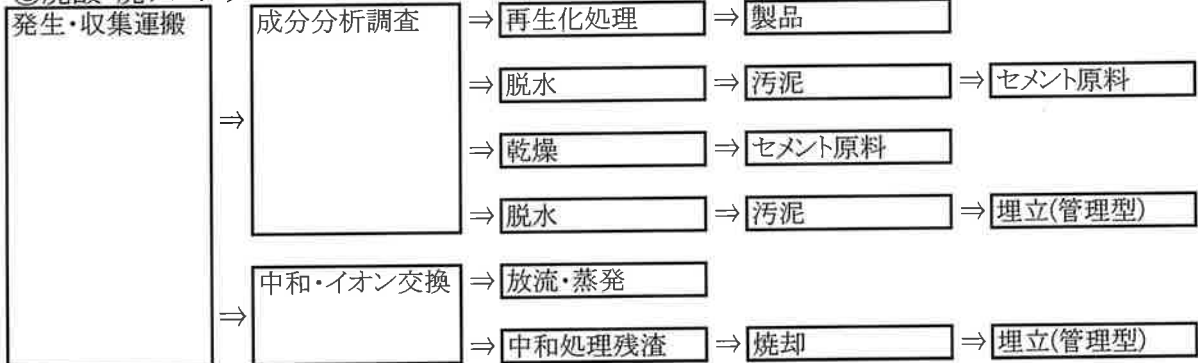 発生・収集運搬
⇒
成分分析調査
⇒ 再生化処理 ⇒ 製品
⇒ 脱水 ⇒ 汚泥 ⇒ セメント原料
⇒ 乾燥 ⇒ セメント原料
⇒ 脱水 ⇒ 汚泥 ⇒ 埋立(管理型)
⇒
中和・イオン交換 ⇒ 放流・蒸発
⇒ 中和処理残渣 ⇒ 焼却 ⇒ 埋立(管理型)